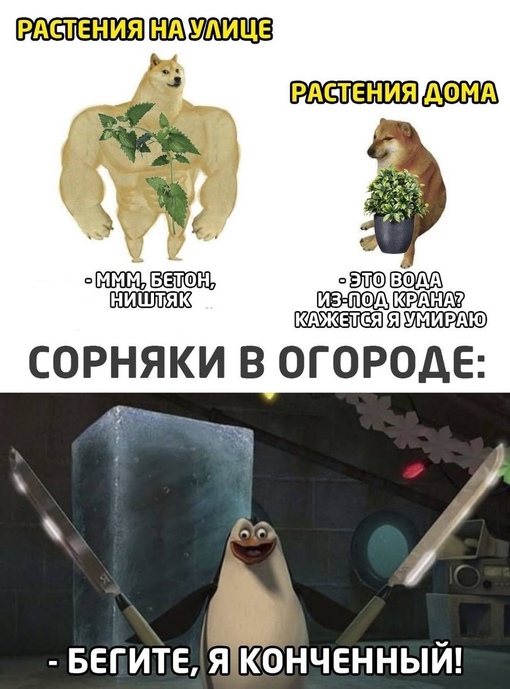 РАСТЕНИЯ НА УЛИЦЕ
РАСТЕНИЯ ДОМА
- МММ, БЕТОН,
НИШТЯК
- ЭТО ВОДА
ИЗ-ПОД КРАНА?
КАЖЕТСЯ Я УМИРАЮ
СОРНЯКИ В ОГОРОДЕ:
- БЕГИТЕ, Я КОНЧЕННЫЙ!